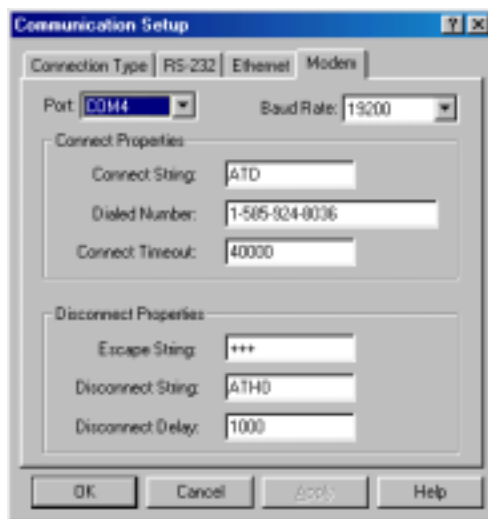 Communication Setup
Connection Type RS-232 Ethernet Modem
Port: COM4 Baud Rate: 19200
Connect Properties
Connect String: ATD
Dialed Number: 1-585-924-8036
Connect Timeout: 40000
Disconnect Properties
Escape String: +++
Disconnect String: ATH0
Disconnect Delay: 1000
OK Cancel Apply Help